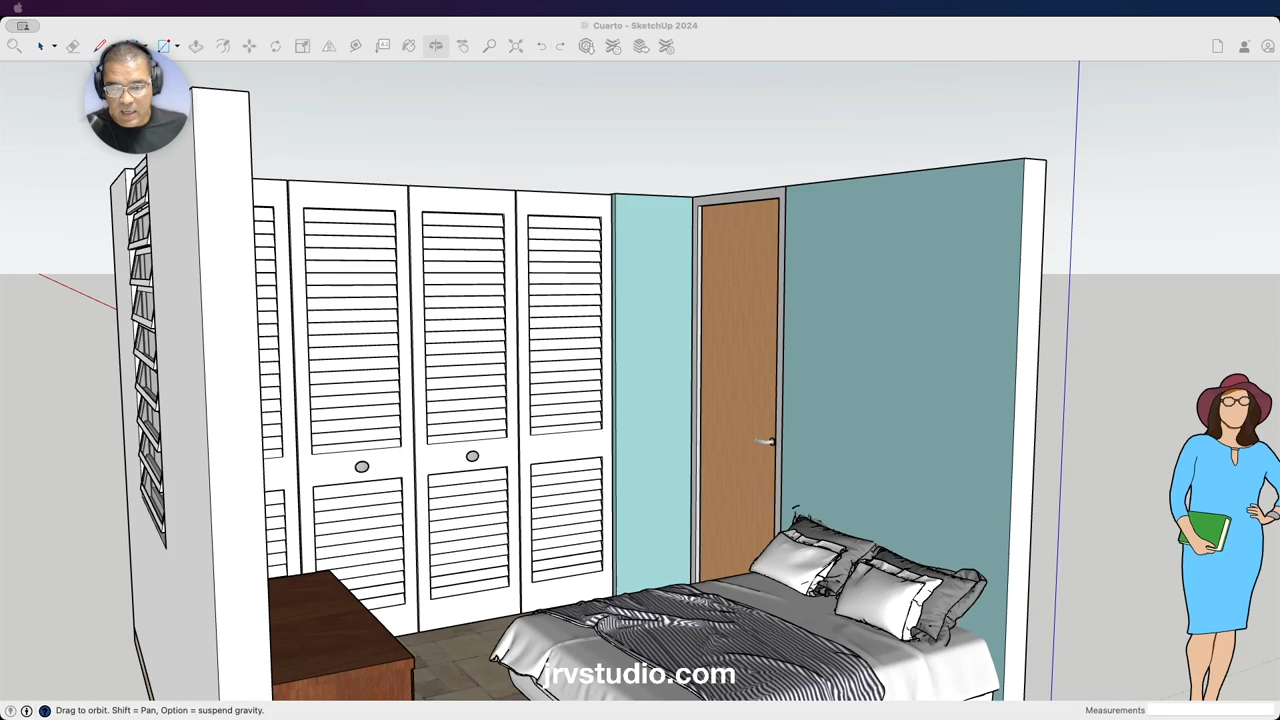 Cuarto - SketchUp 2024
jrvstudio.com
Drag to orbit. Shift = Pan, Option = suspend gravity.
Measurements